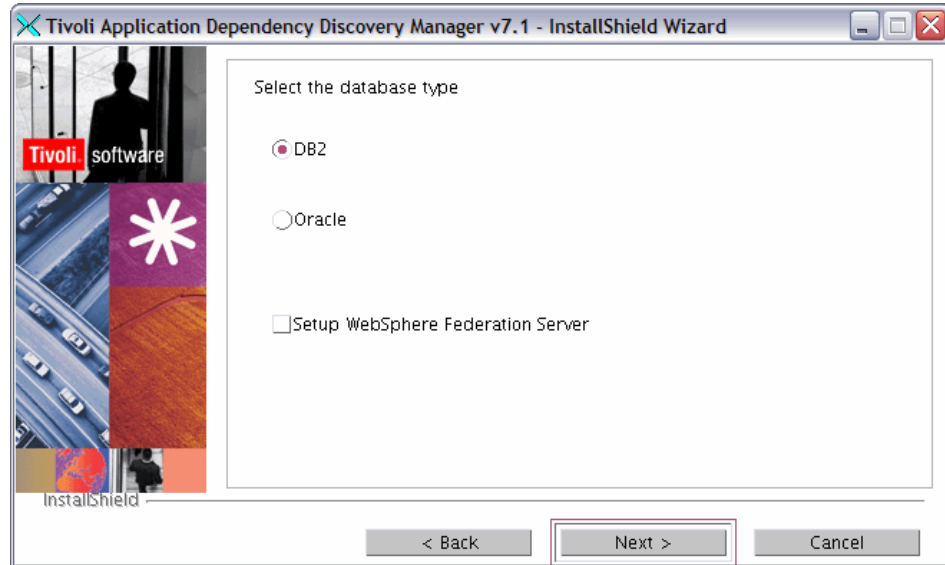 Tivoli Application Dependency Discovery Manager v7.1 - InstallShield Wizard
Select the database type
DB2
Tivoli. software
Oracle
Setup WebSphere Federation Server
InstallShield
< Back
Next >
Cancel